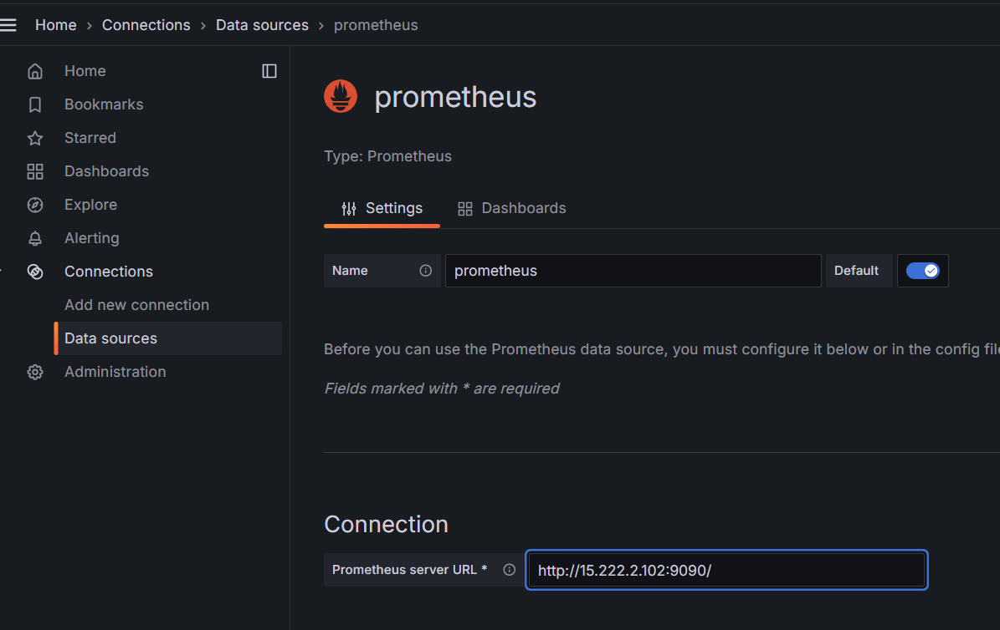 Home › Connections › Data sources › prometheus
Home
Bookmarks
Starred
Dashboards
Explore
Alerting
Connections
Add new connection
Data sources
Administration
prometheus
Type: Prometheus
Settings Dashboards
Name prometheus Default
Before you can use the Prometheus data source, you must configure it below or in the config
Fields marked with * are required
Connection
Prometheus server URL * http://15.222.2.102:9090/